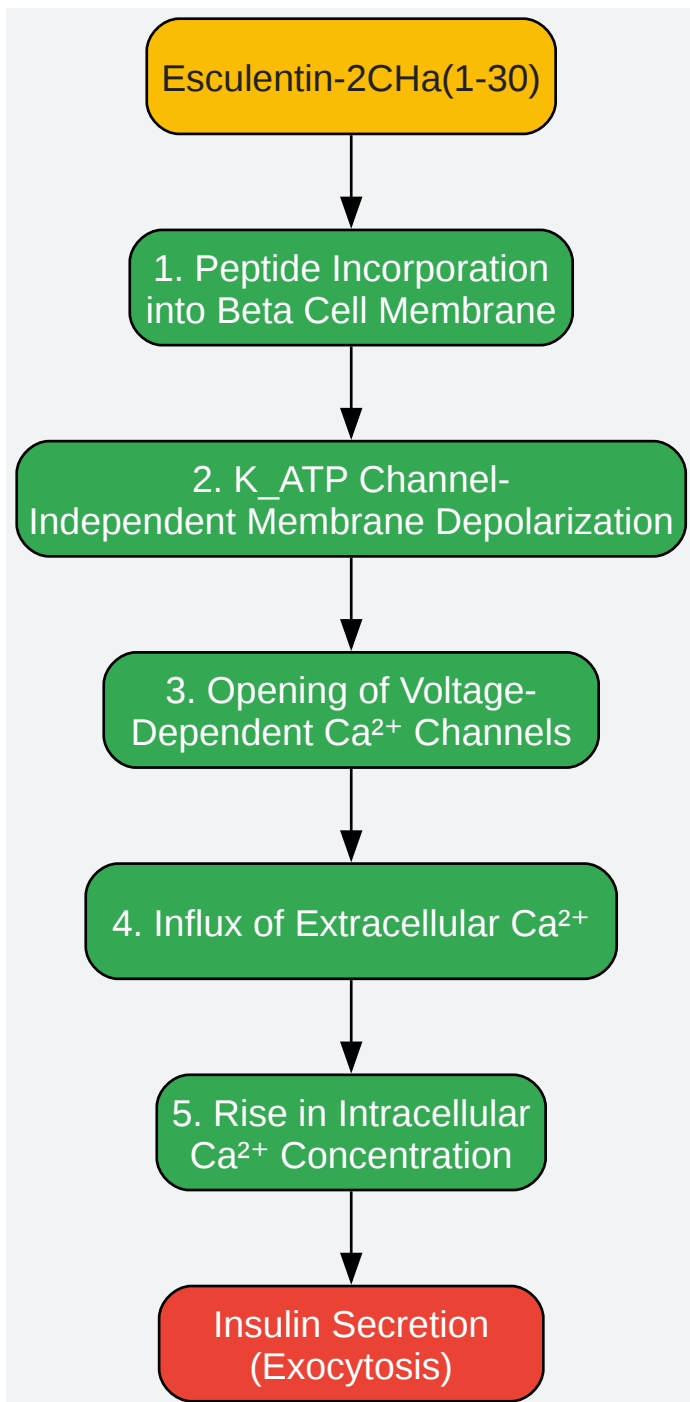 Esculentin-2CHa(1-30)
1. Peptide Incorporation
into Beta Cell Membrane
2. K_ATP Channel-
Independent Membrane Depolarization
3. Opening of Voltage-
Dependent Ca²⁺ Channels
4. Influx of Extracellular Ca²⁺
5. Rise in Intracellular
Ca²⁺ Concentration
Insulin Secretion
(Exocytosis)